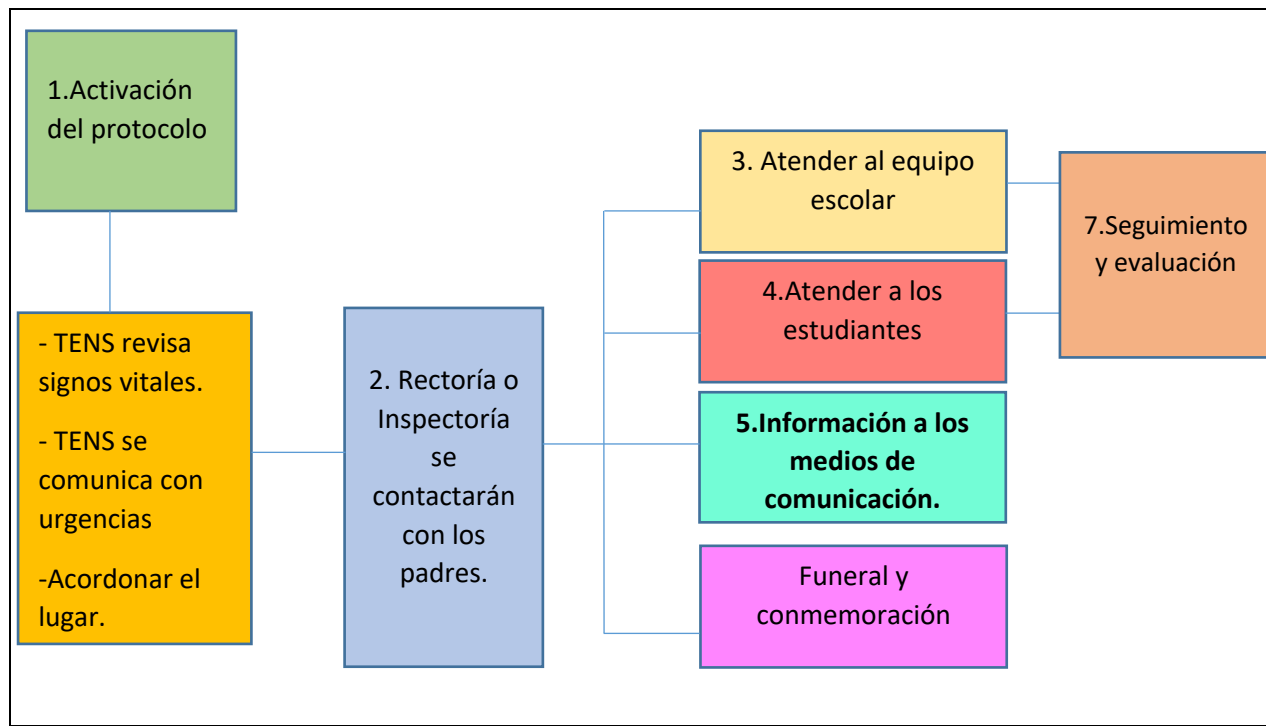 1.Activación
del protocolo
- TENS revisa
signos vitales.
- TENS se
comunica con
urgencias
-Acordonar el
lugar.
2. Rectoría o
Inspectoría
se
contactarán
con los
padres.
3. Atender al equipo
escolar
4.Atender a los
estudiantes
5.Información a los
medios de
comunicación.
Funeral y
conmemoración
7.Seguimiento
y evaluación